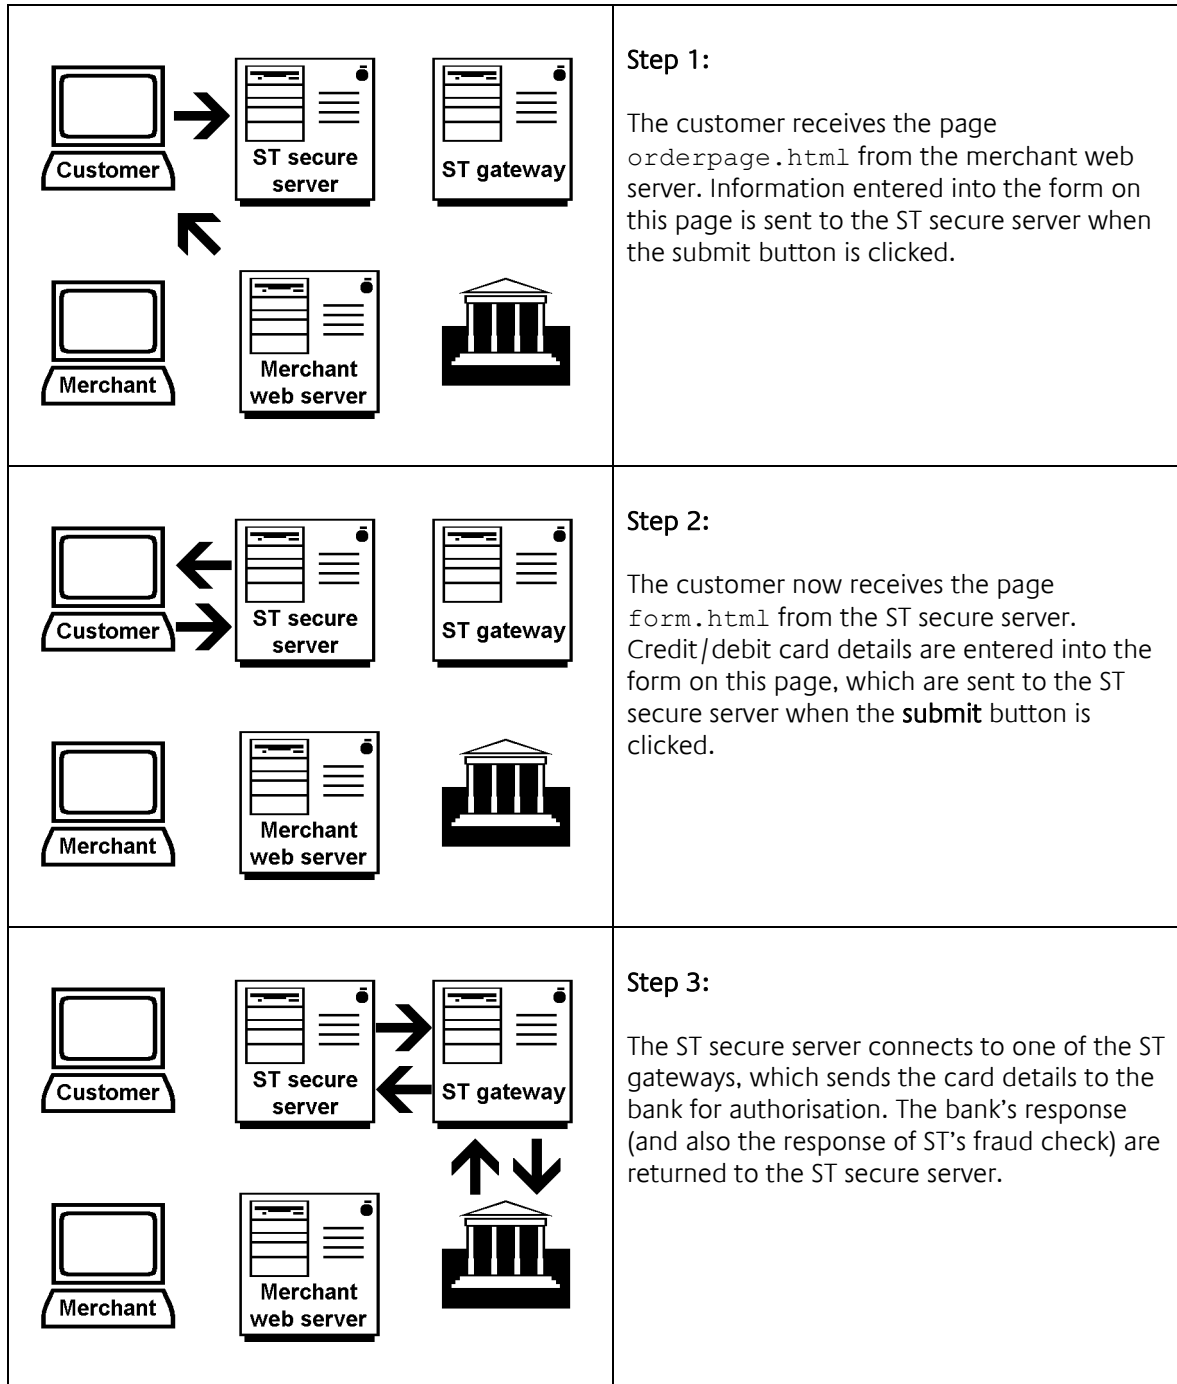 Customer
ST secure
server
ST gateway
Merchant
Merchant
web server
Step 1:
The customer receives the page
orderpage.html from the merchant web
server. Information entered into the form on
this page is sent to the ST secure server when
the submit button is clicked.
Customer
ST secure
server
ST gateway
Merchant
Merchant
web server
Step 2:
The customer now receives the page
form.html from the ST secure server.
Credit/debit card details are entered into the
form on this page, which are sent to the ST
secure server when the submit button is
clicked.
Customer
ST secure
server
ST gateway
Merchant
Merchant
web server
Step 3:
The ST secure server connects to one of the ST
gateways, which sends the card details to the
bank for authorisation. The bank’s response
(and also the response of ST’s fraud check) are
returned to the ST secure server.